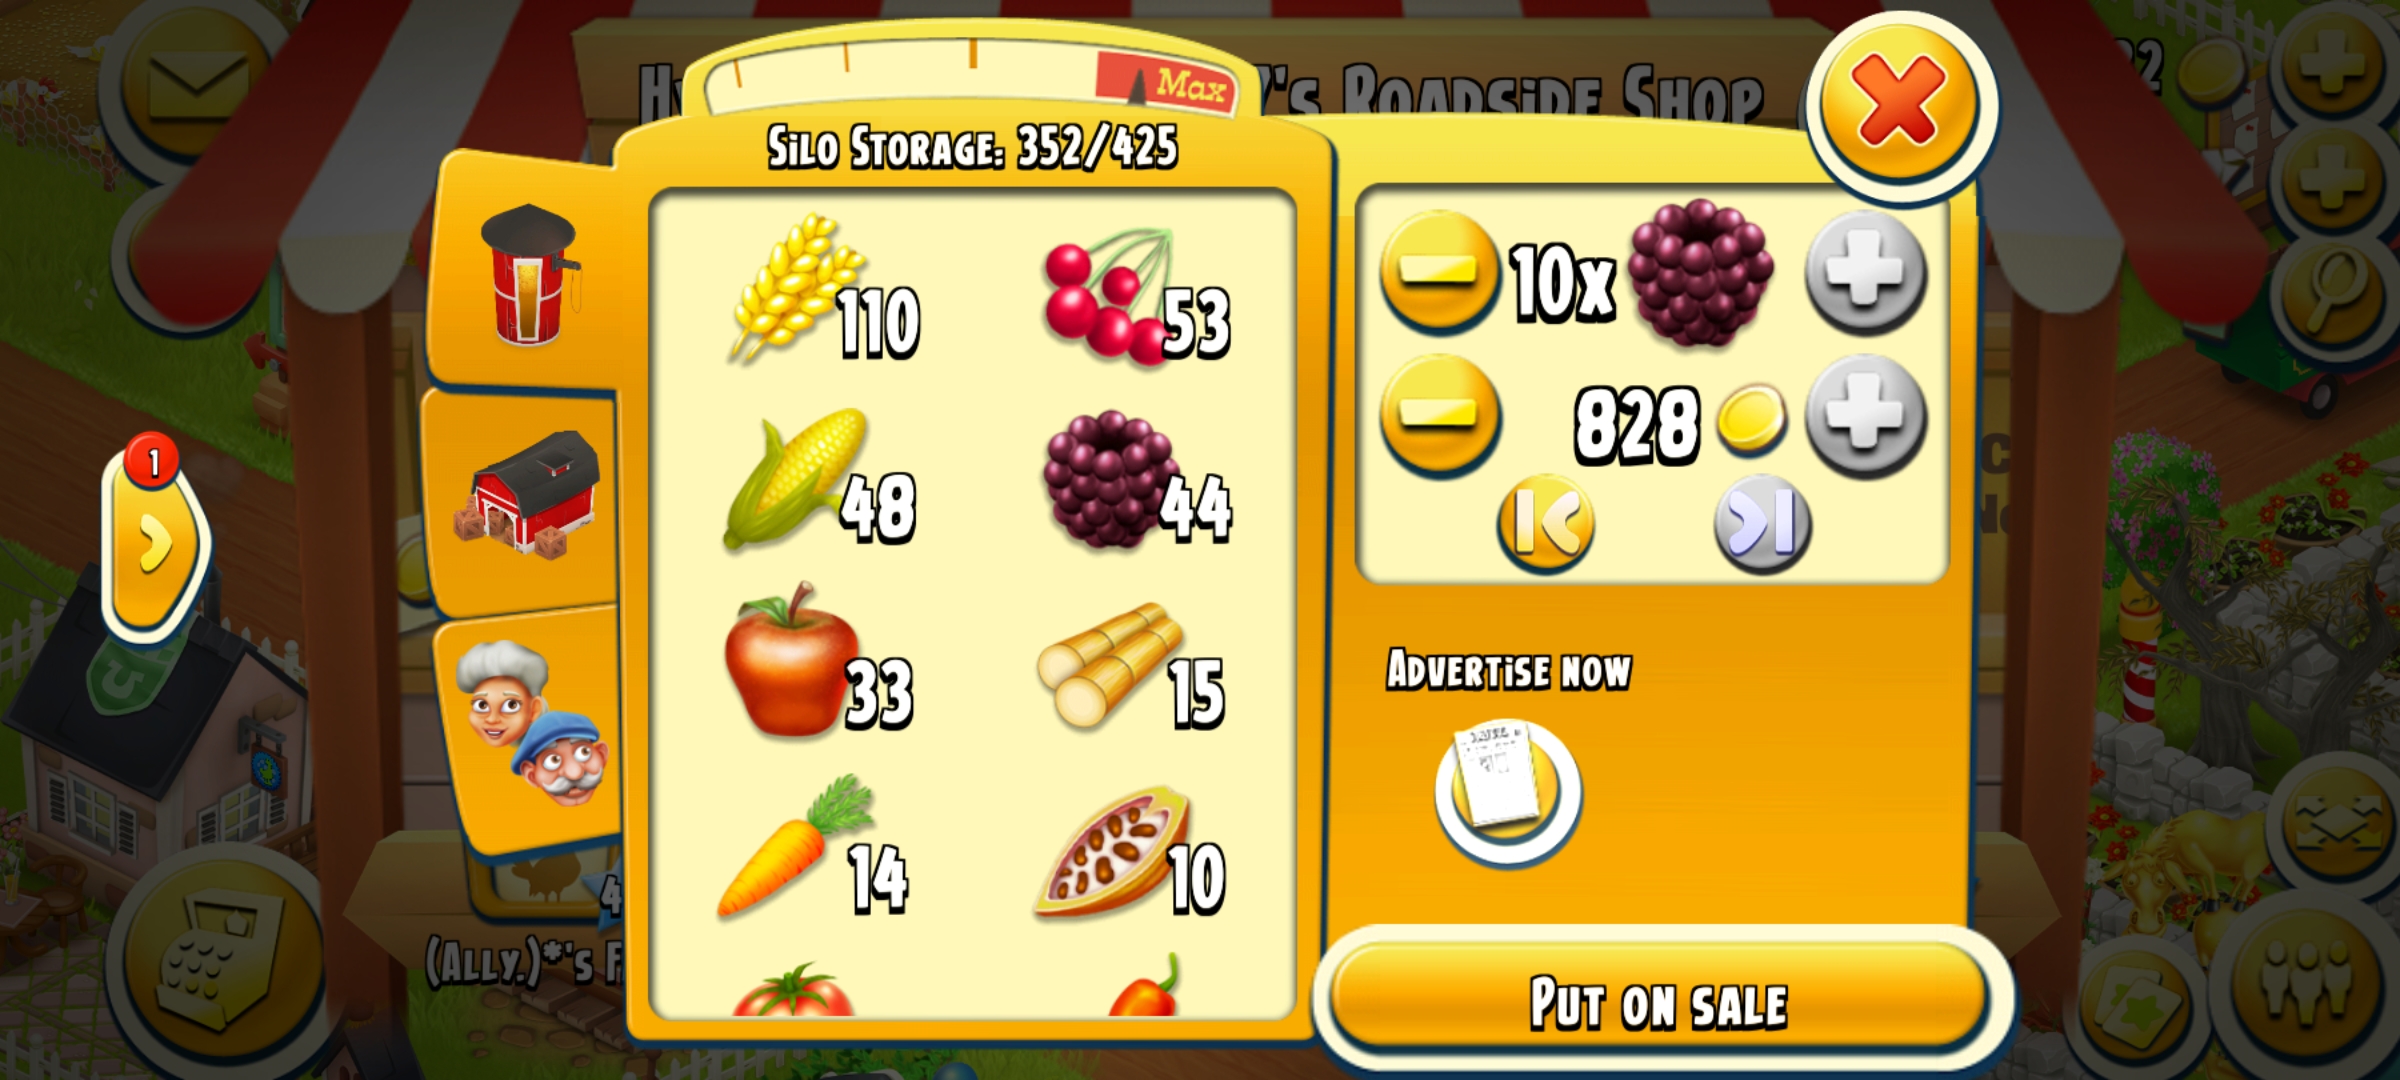 's Roadside Shop
Max
Silo Storage: 352/425
110
53
48
44
33
15
14
10
10x
828
1
Advertise now
(Ally.)*'s
Put on sale